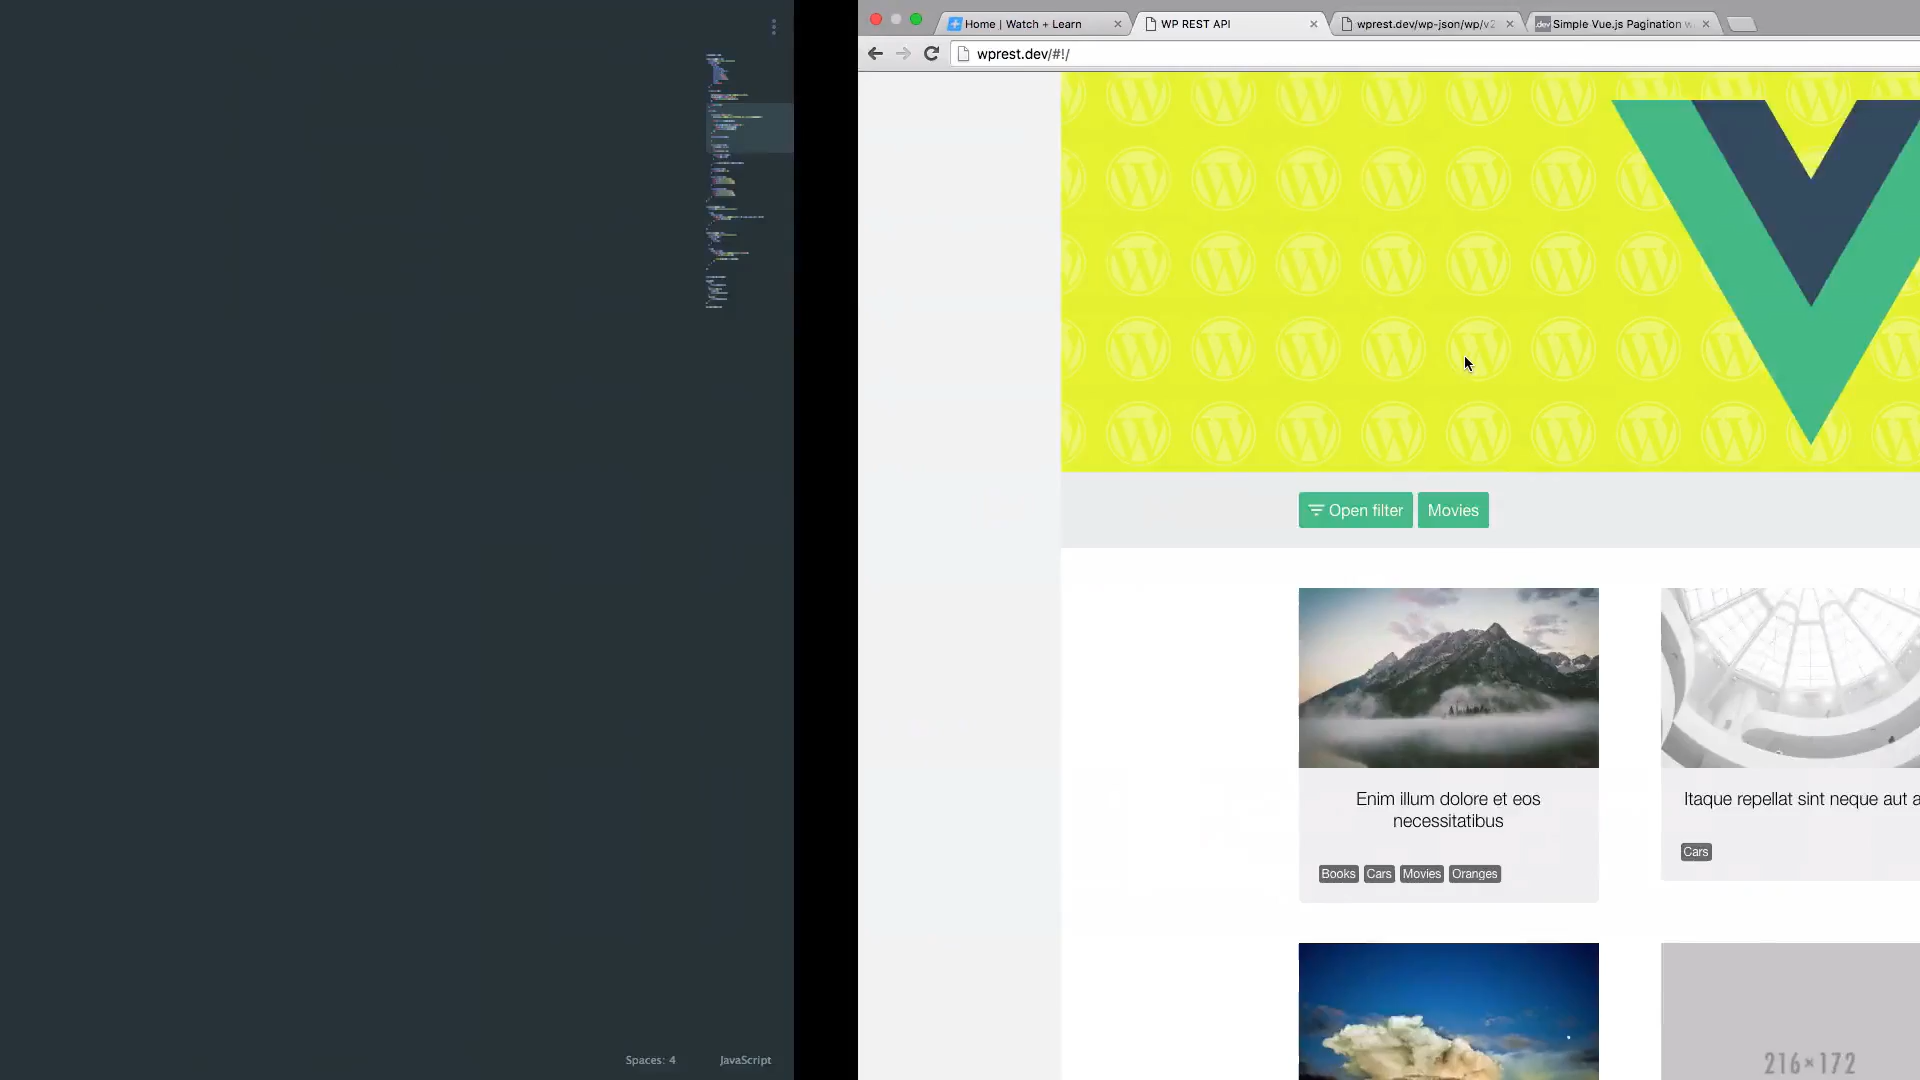 Home | Watch + Learn
WP REST API
wprest.dev/wp-json/wp/v2
Simple Vue.js Pagination w
wprest.dev/#!/
Open filter
Movies
Enim illum dolore et eos
necessitatibus
Books Cars Movies Oranges
Itaque repellat sint neque aut a
Cars
216×172
Spaces: 4
JavaScript